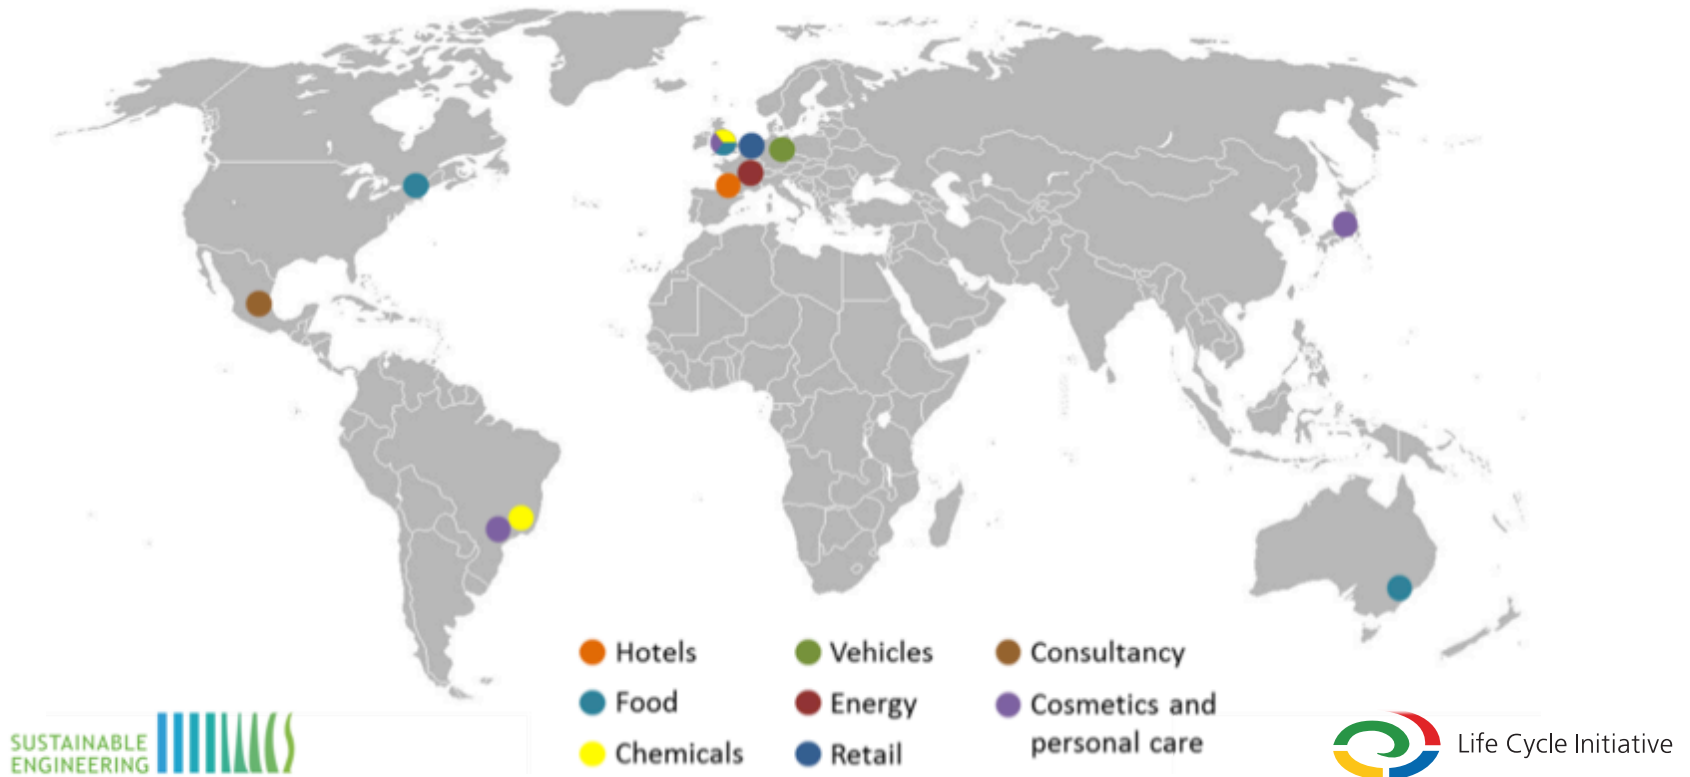 Hotels
Vehicles
Consultancy
Food
Energy
Cosmetics and
personal care
Chemicals
Retail
SUSTAINABLE
ENGINEERING
Life Cycle Initiative